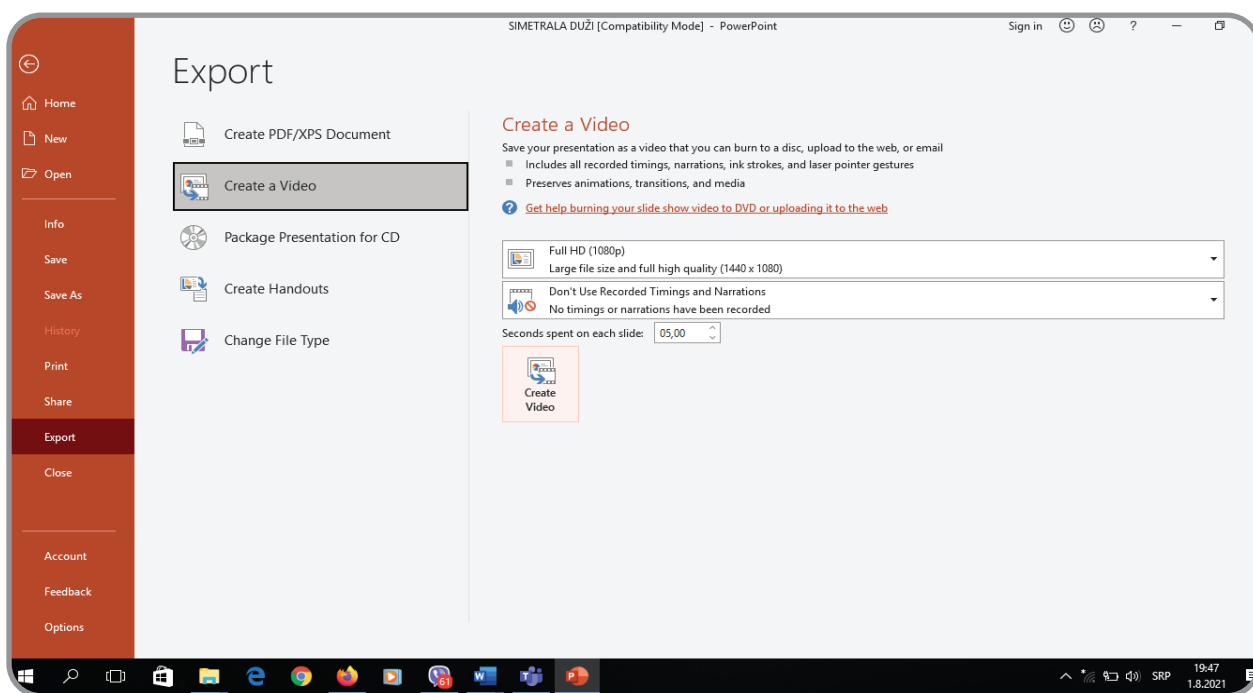 SIMETRALA DUŽI [Compatibility Mode] - PowerPoint
Sign in
?
Export
Home
New
Open
Info
Save
Save As
History
Print
Share
Export
Close
Account
Feedback
Options
Create PDF/XPS Document
Create a Video
Package Presentation for CD
Create Handouts
Change File Type
Create a Video
Save your presentation as a video that you can burn to a disc, upload to the web, or email
Includes all recorded timings, narrations, ink strokes, and laser pointer gestures
Preserves animations, transitions, and media
Get help burning your slide show video to DVD or uploading it to the web
Full HD (1080p)
Large file size and full high quality (1440 x 1080)
Don't Use Recorded Timings and Narrations
No timings or narrations have been recorded
Seconds spent on each slide: 05,00
Create
Video
61
SRP
19:47
1.8.2021